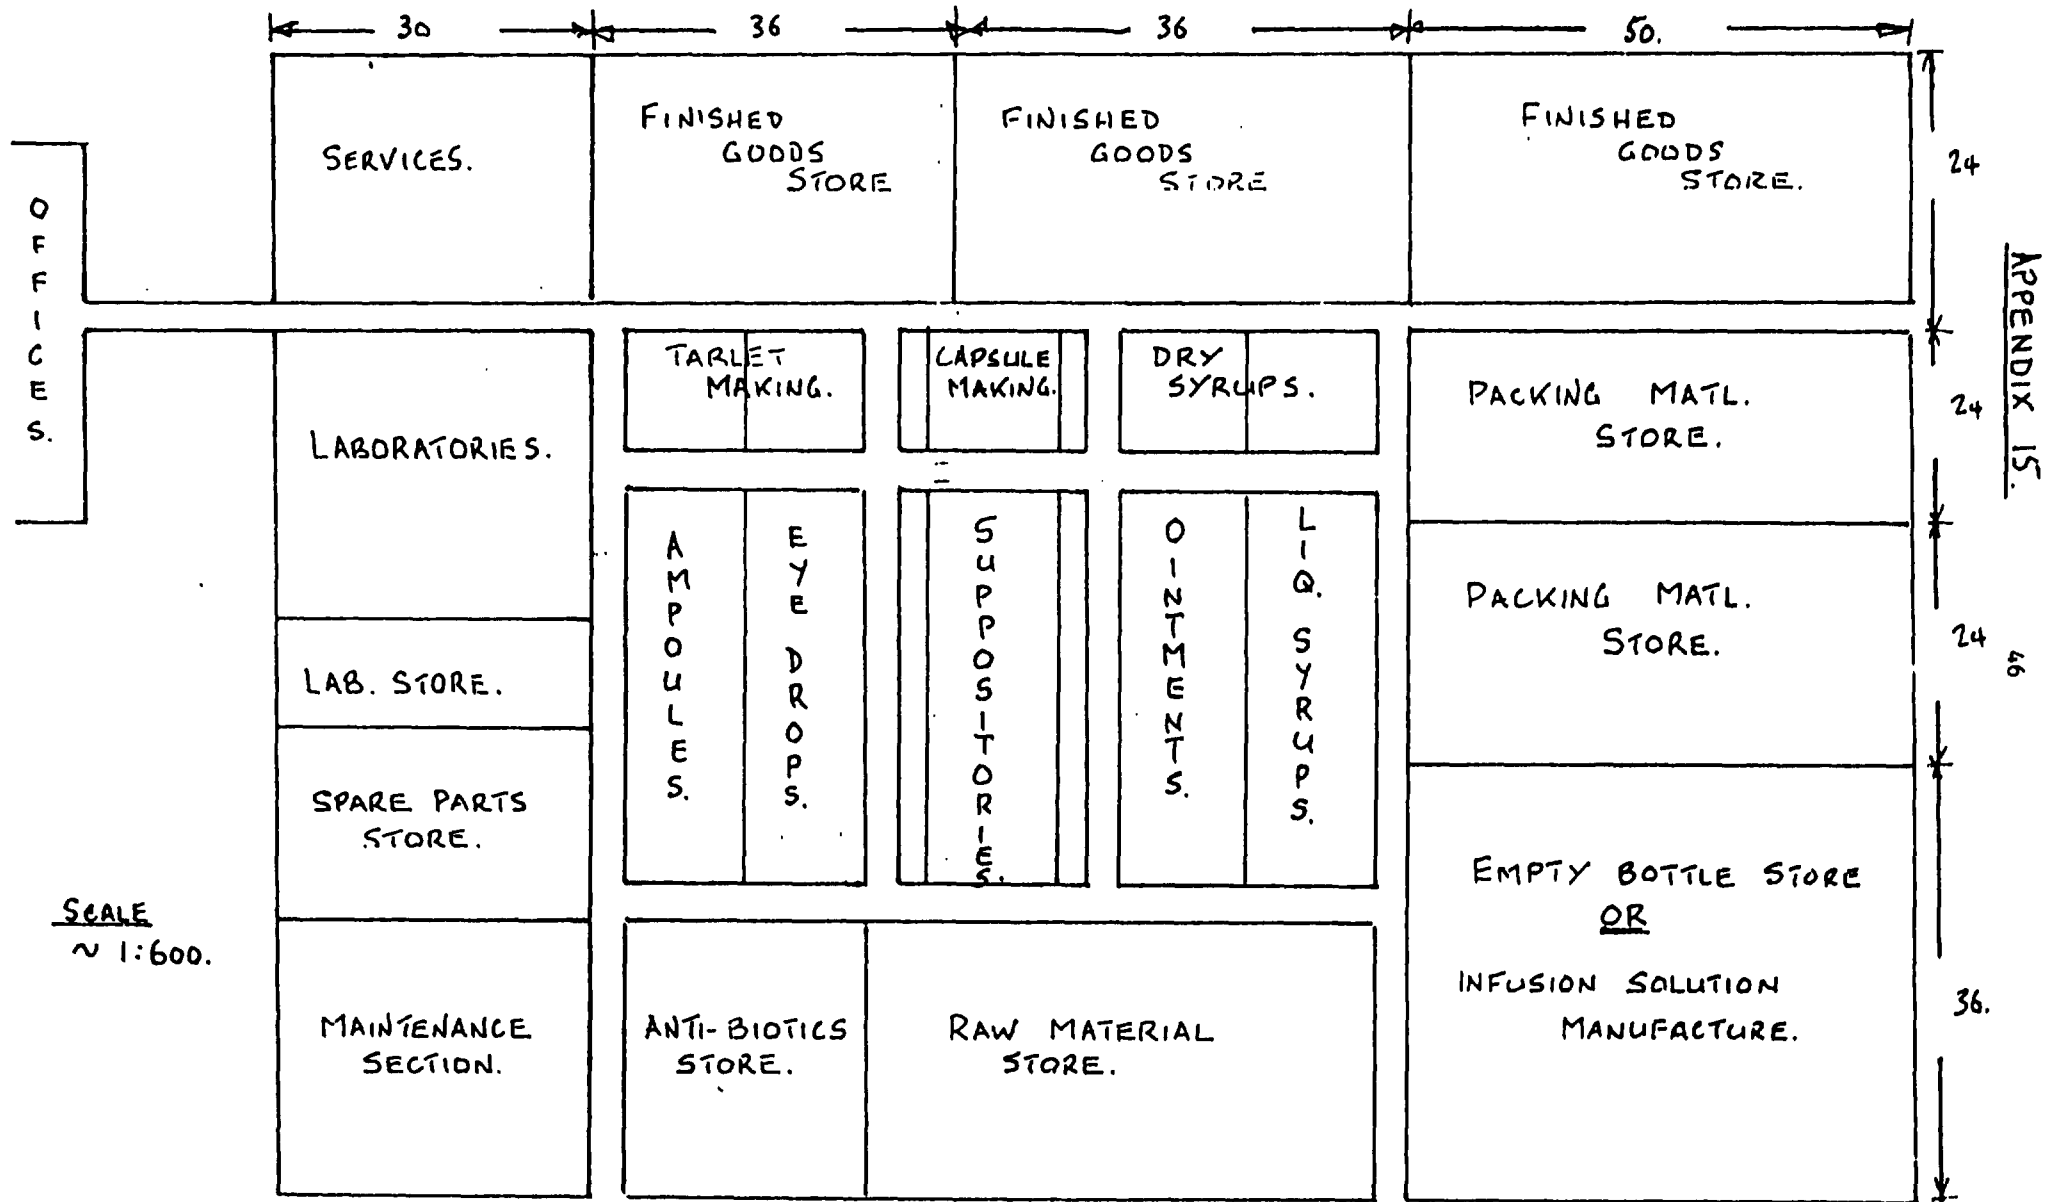 30 36 36 50.
SERVICES.
FINISHED
GOODS
STORE
FINISHED
GOODS
STORE
FINISHED
GOODS
STORE.
24
OFFICES.
APPENDIX 15.
LABORATORIES.
TARLET
MAKING.
CAPSULE
MAKING.
DRY
SYRUPS.
PACKING MATL.
STORE.
24
AMPOULES.
EYE DROPS.
SUPPOSITORIES.
OINTMENTS.
LIQ. SYRUPS.
PACKING MATL.
STORE.
24
46
LAB. STORE.
SPARE PARTS
STORE.
EMPTY BOTTLE STORE
OR
INFUSION SOLUTION
MANUFACTURE.
36.
SCALE
~ 1:600.
MAINTENANCE
SECTION.
ANTI-BIOTICS
STORE.
RAW MATERIAL
STORE.